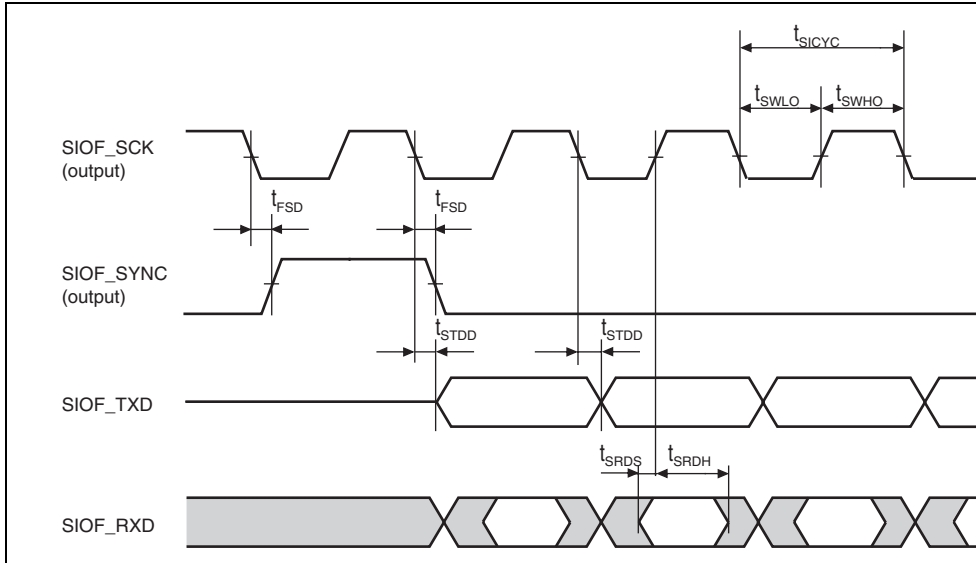 tSICYC
tSWLO tSWHO
SIOF_SCK
(output)
tFSD tFSD
SIOF_SYNC
(output)
tSTDD tSTDD
SIOF_TXD
tSRDS tSRDH
SIOF_RXD